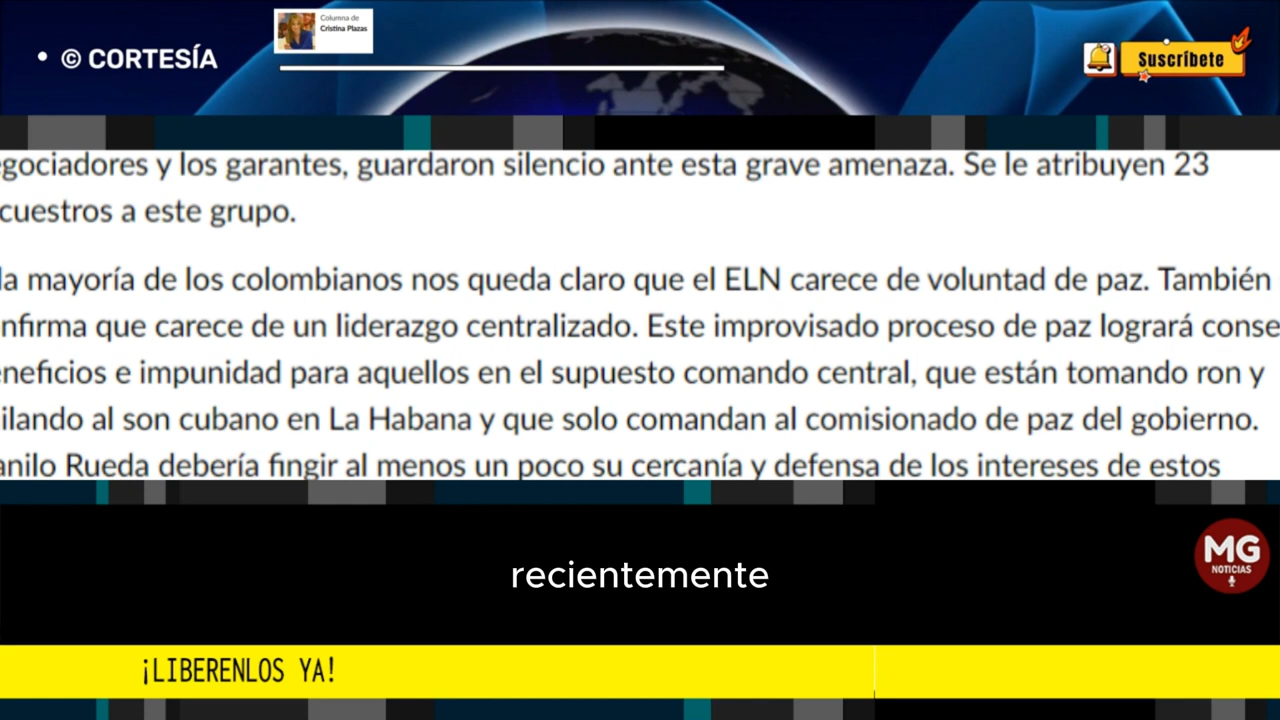 Columna de
Cristina Plazas
• © CORTESÍA
Suscríbete
egociadores y los garantes, guardaron silencio ante esta grave amenaza. Se le atribuyen 23
cuestros a este grupo.
la mayoría de los colombianos nos queda claro que el ELN carece de voluntad de paz. También
nfirma que carece de un liderazgo centralizado. Este improvisado proceso de paz logrará conse
eneficios e impunidad para aquellos en el supuesto comando central, que están tomando ron y
ilando al son cubano en La Habana y que solo comandan al comisionado de paz del gobierno.
anilo Rueda debería fingir al menos un poco su cercanía y defensa de los intereses de estos
recientemente
MG
NOTICIAS
¡LIBERENLOS YA!